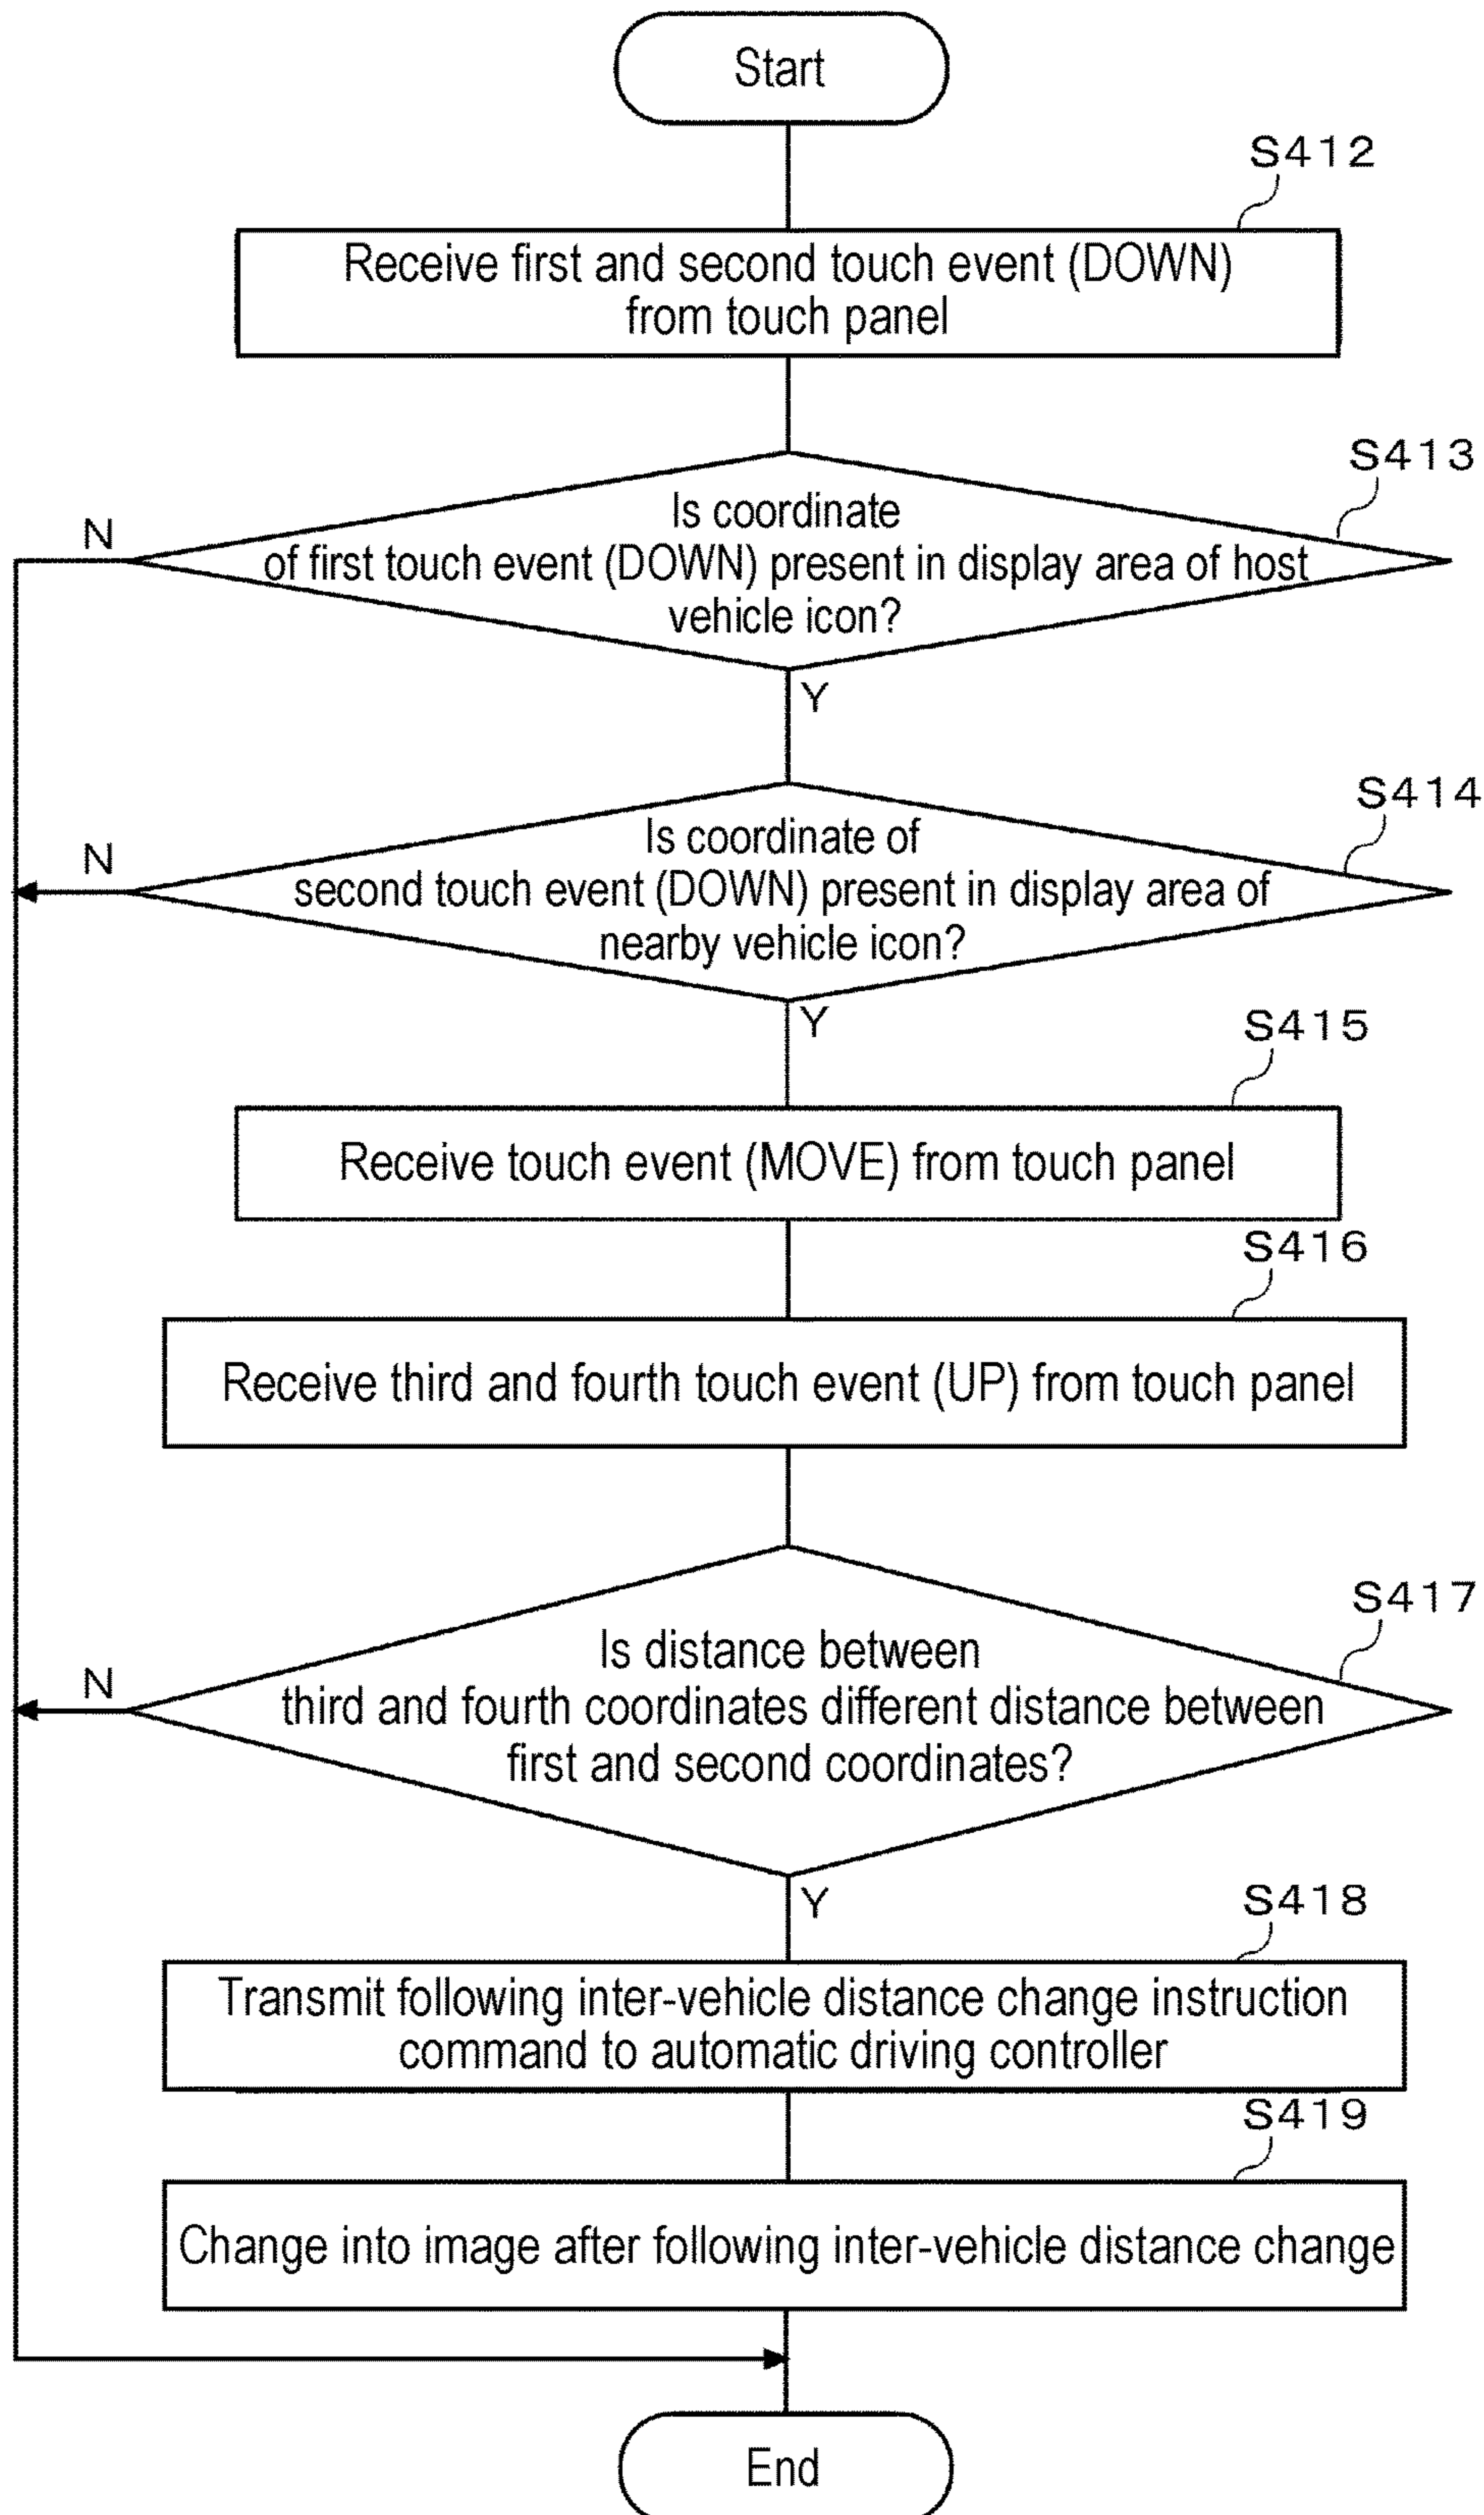 Start
S412
Receive first and second touch event (DOWN)
from touch panel
S413
N
Is coordinate
of first touch event (DOWN) present in display area of host
vehicle icon?
Y
S414
N
Is coordinate of
second touch event (DOWN) present in display area of
nearby vehicle icon?
Y
S415
Receive touch event (MOVE) from touch panel
S416
Receive third and fourth touch event (UP) from touch panel
S417
N
Is distance between
third and fourth coordinates different distance between
first and second coordinates?
Y
S418
Transmit following inter-vehicle distance change instruction
command to automatic driving controller
S419
Change into image after following inter-vehicle distance change
End